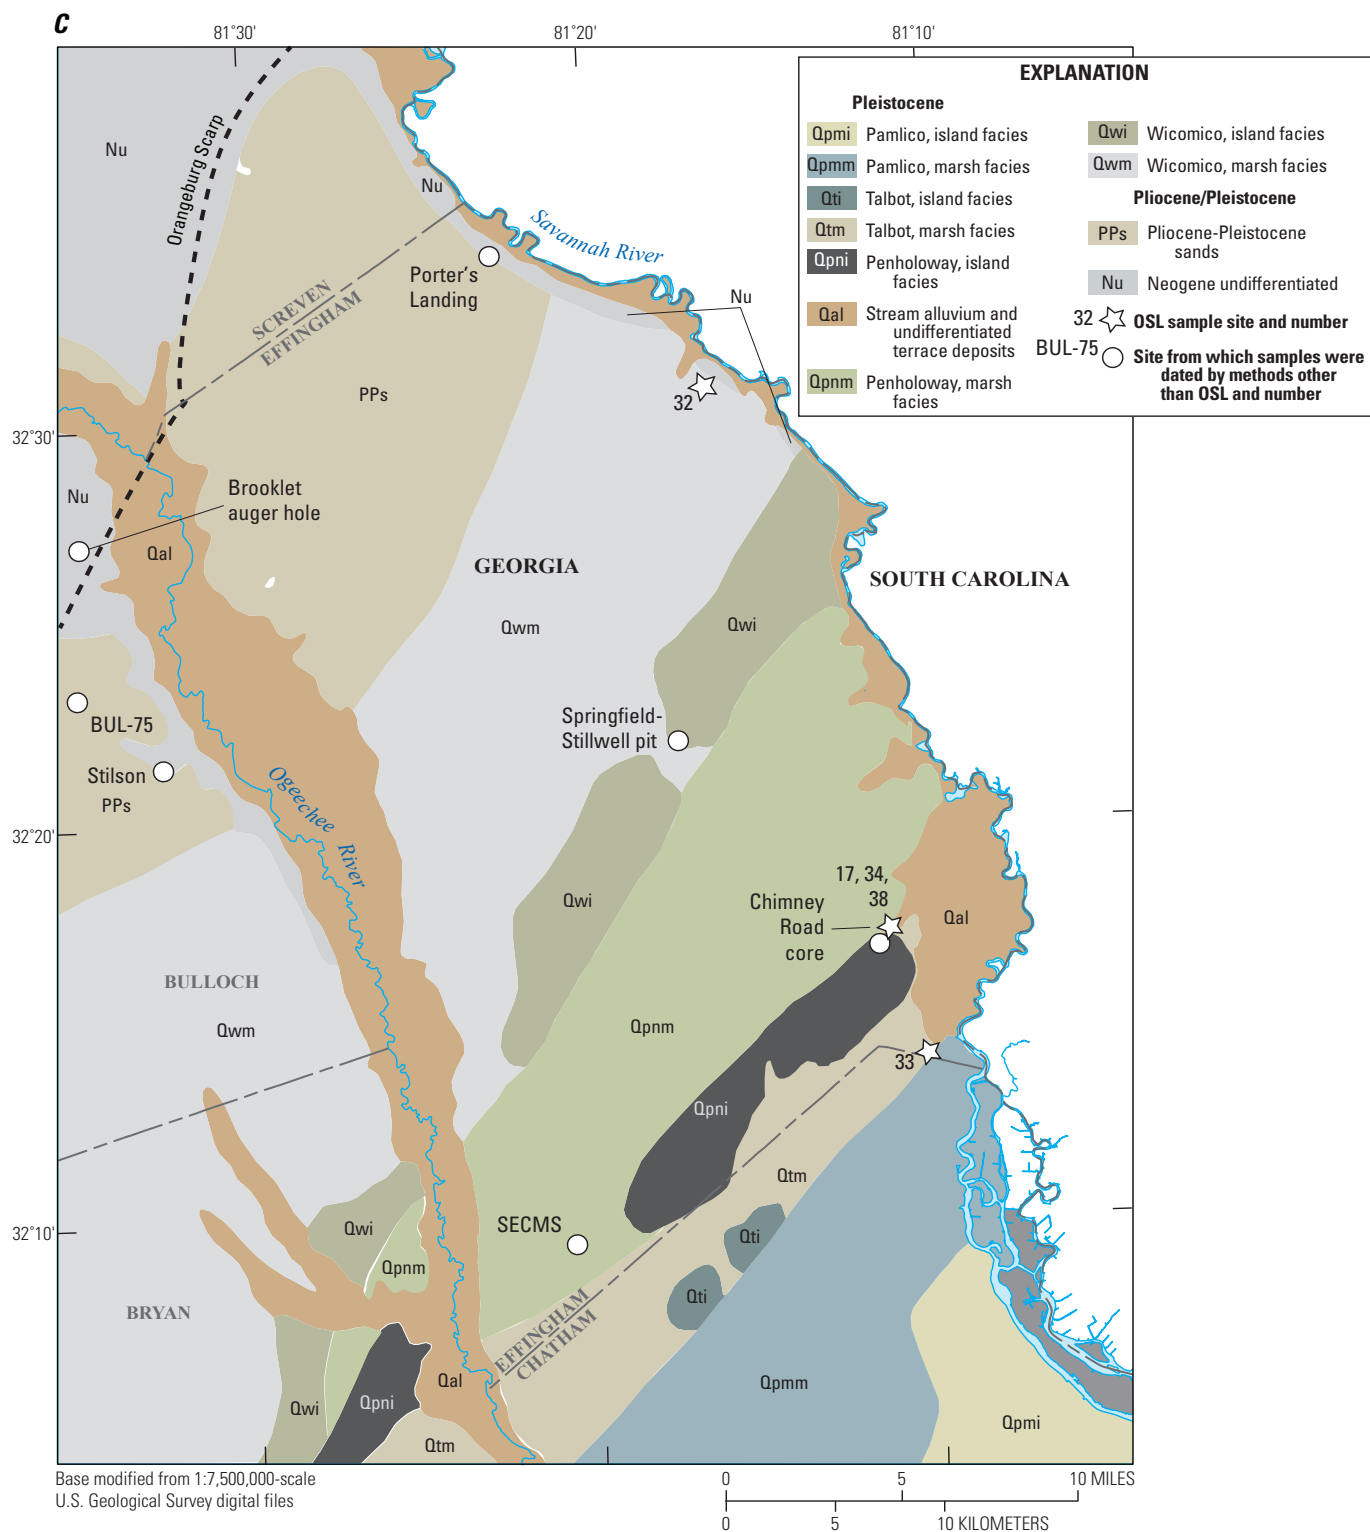 C
81°30'
81°20'
81°10'
EXPLANATION
Pleistocene
Qpmi Pamlico, island facies
Qpmm Pamlico, marsh facies
Qti Talbot, island facies
Qtm Talbot, marsh facies
Qpni Penholoway, island
facies
Qal Stream alluvium and
undifferentiated
terrace deposits
Qpnm Penholoway, marsh
facies
Qwi Wicomico, island facies
Qwm Wicomico, marsh facies
Pliocene/Pleistocene
PPs Pliocene-Pleistocene
sands
Nu Neogene undifferentiated
32 OSL sample site and number
BUL-75 Site from which samples were
dated by methods other
than OSL and number
Nu
Orangeburg Scarp
Nu
Savannah River
Porter's
Landing
SCREVEN
EFFINGHAM
Nu
PPs
32
32°30'
Nu
Brooklet
auger hole
Qal
GEORGIA
SOUTH CAROLINA
Qwm
Qwi
BUL-75
Springfield-
Stillwell pit
Stilson
PPs
Ogeechee
River
32°20'
17, 34,
38
Chimney
Road
core
Qwi
Qal
BULLOCH
Qwm
Qpnm
33
Qpni
Qtm
32°10'
Qwi
SECMS
Qti
Qpnm
Qti
BRYAN
EFFINGHAM
CHATHAM
Qal
Qpmm
Qpni
Qwi
Qpmi
Qtm
Base modified from 1:7,500,000-scale
U.S. Geological Survey digital files
0 5 10 MILES
0 5 10 KILOMETERS